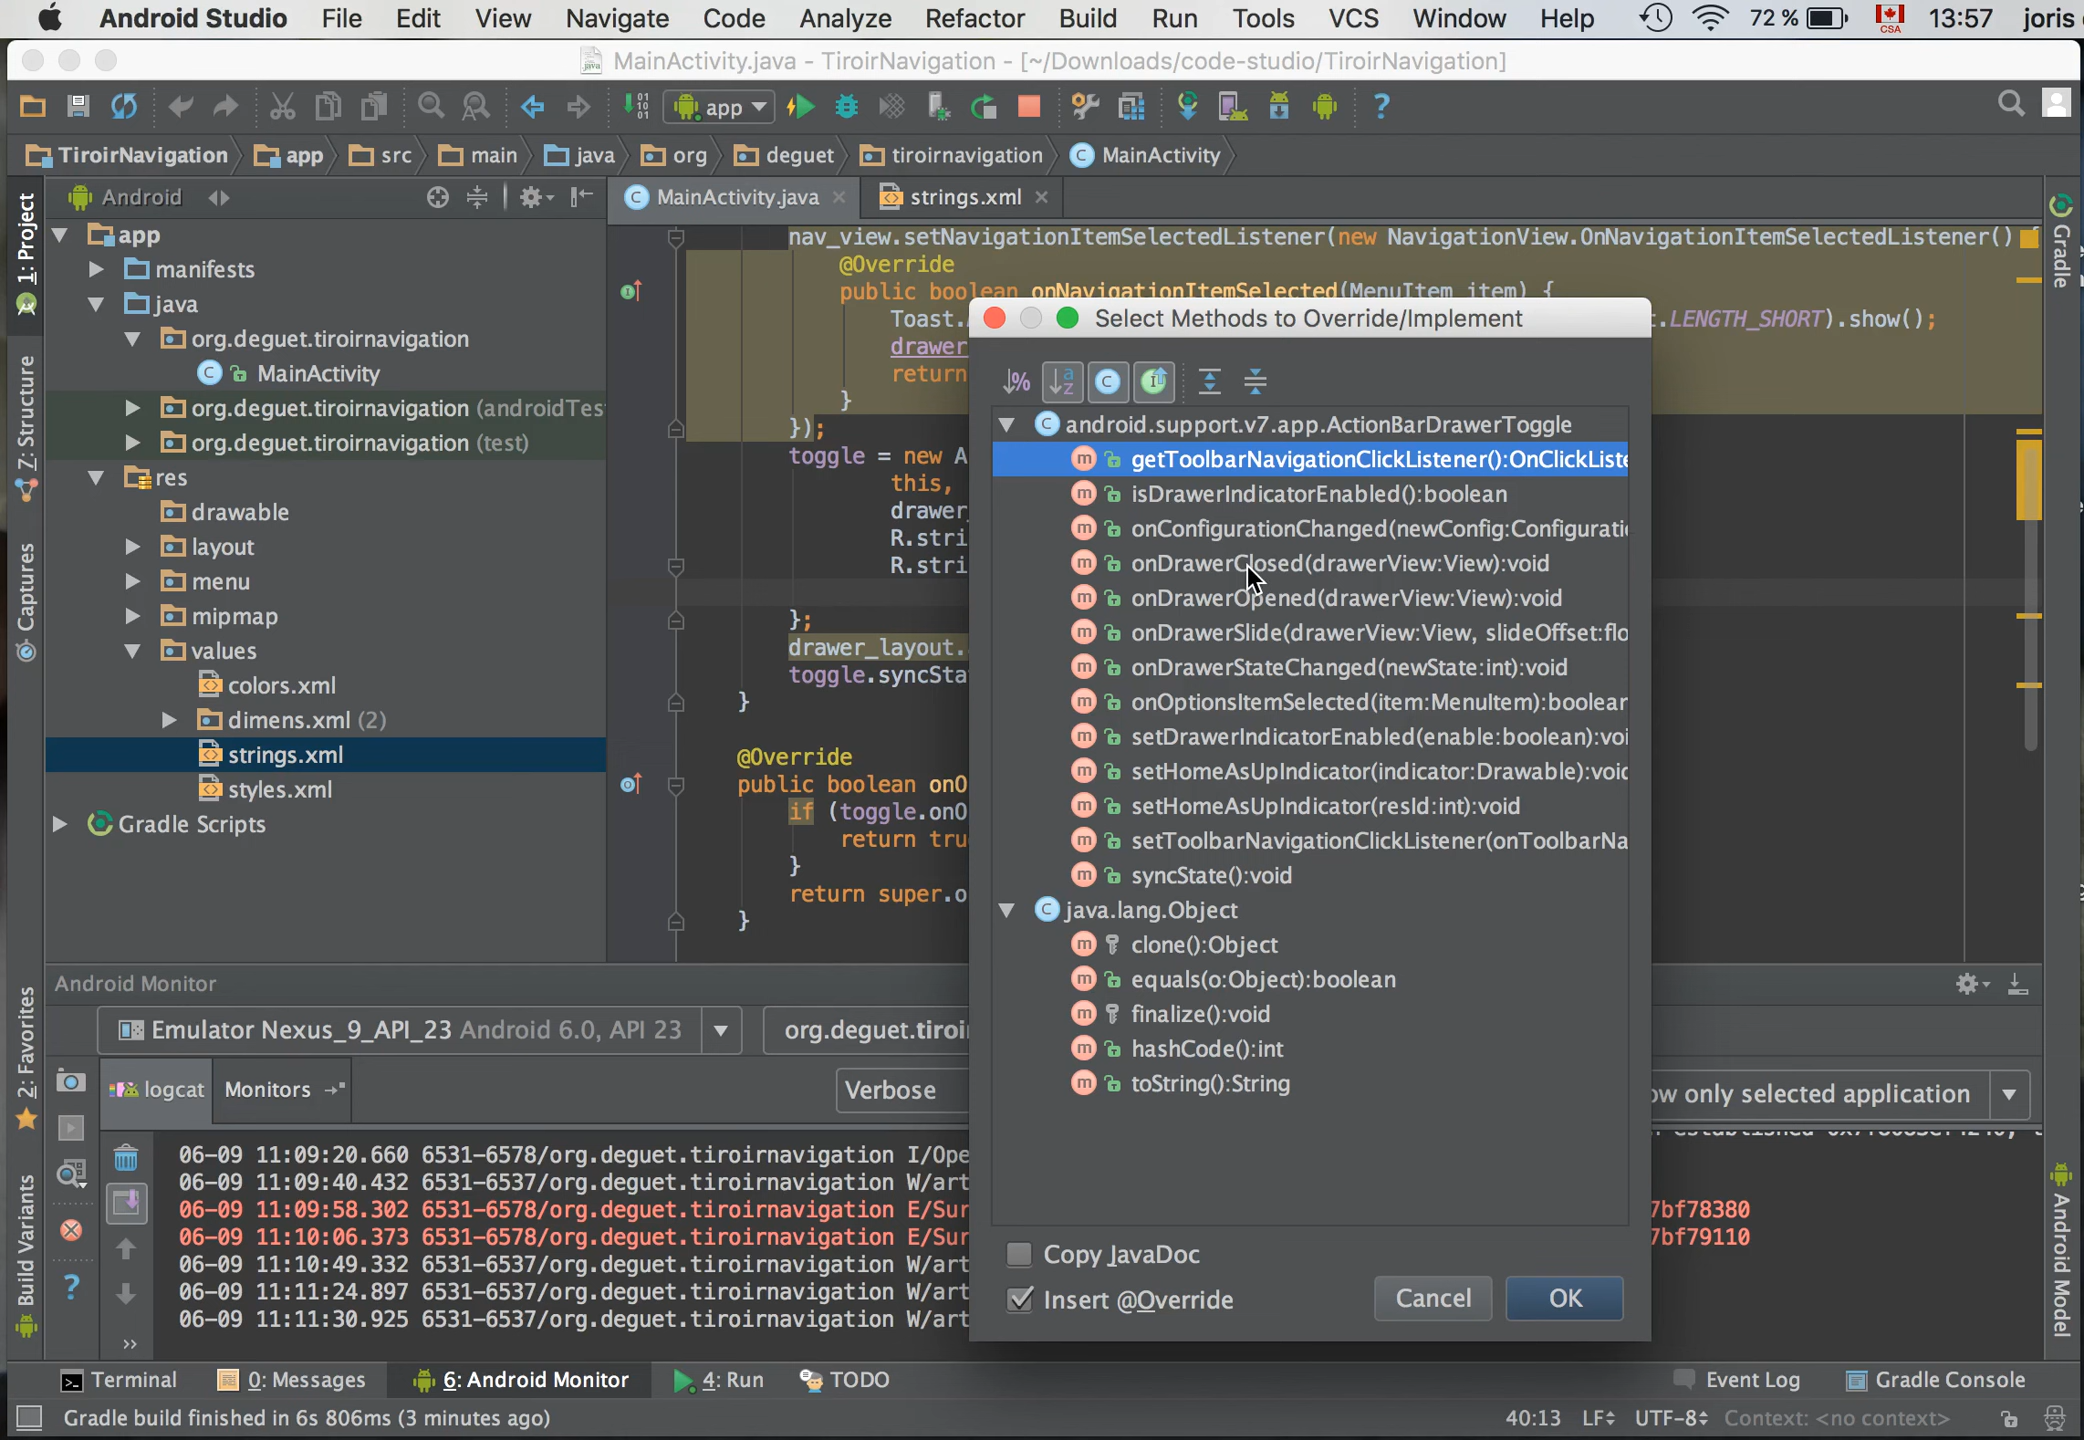 Android Studio File Edit View Navigate Code Analyze Refactor Build Run Tools VCS Window Help 72 % CSA 13:57 joris
MainActivity.java - TiroirNavigation - [~/Downloads/code-studio/TiroirNavigation]
app
TiroirNavigation app src main java org deguet tiroirnavigation MainActivity
Android
MainActivity.java
strings.xml
1: Project
7: Structure
Captures
2: Favorites
Build Variants
app
manifests
java
org.deguet.tiroirnavigation
MainActivity
org.deguet.tiroirnavigation (androidTes
org.deguet.tiroirnavigation (test)
res
drawable
layout
menu
mipmap
values
colors.xml
dimens.xml (2)
strings.xml
styles.xml
Gradle Scripts
nav_view.setNavigationItemSelectedListener(new NavigationView.OnNavigationItemSelectedListener() {
@Override
public boolean onNavigationItemSelected(MenuItem item) {
Toast. .LENGTH_SHORT).show();
drawer
return
}
});
toggle = new A
this,
drawer_
R.stri
R.stri
};
drawer_layout.
toggle.syncSta
}
@Override
public boolean onO
if (toggle.onO
return tru
}
return super.o
}
Select Methods to Override/Implement
android.support.v7.app.ActionBarDrawerToggle
getToolbarNavigationClickListener():OnClickListe
isDrawerIndicatorEnabled():boolean
onConfigurationChanged(newConfig:Configurati
onDrawerClosed(drawerView:View):void
onDrawerOpened(drawerView:View):void
onDrawerSlide(drawerView:View, slideOffset:flo
onDrawerStateChanged(newState:int):void
onOptionsItemSelected(item:MenuItem):boolear
setDrawerIndicatorEnabled(enable:boolean):voi
setHomeAsUpIndicator(indicator:Drawable):voic
setHomeAsUpIndicator(resId:int):void
setToolbarNavigationClickListener(onToolbarNa
syncState():void
java.lang.Object
clone():Object
equals(o:Object):boolean
finalize():void
hashCode():int
toString():String
Copy JavaDoc
Insert @Override
Cancel
OK
Gradle
Android Model
Android Monitor
Emulator Nexus_9_API_23 Android 6.0, API 23
org.deguet.tiroi
logcat
Monitors
Verbose
ow only selected application
06-09 11:09:20.660 6531-6578/org.deguet.tiroirnavigation I/Ope
06-09 11:09:40.432 6531-6537/org.deguet.tiroirnavigation W/art
06-09 11:09:58.302 6531-6578/org.deguet.tiroirnavigation E/Sur 7bf78380
06-09 11:10:06.373 6531-6578/org.deguet.tiroirnavigation E/Sur 7bf79110
06-09 11:10:49.332 6531-6537/org.deguet.tiroirnavigation W/art
06-09 11:11:24.897 6531-6537/org.deguet.tiroirnavigation W/art
06-09 11:11:30.925 6531-6537/org.deguet.tiroirnavigation W/art
Terminal 0: Messages 6: Android Monitor 4: Run TODO Event Log Gradle Console
Gradle build finished in 6s 806ms (3 minutes ago) 40:13 LF UTF-8 Context: <no context>